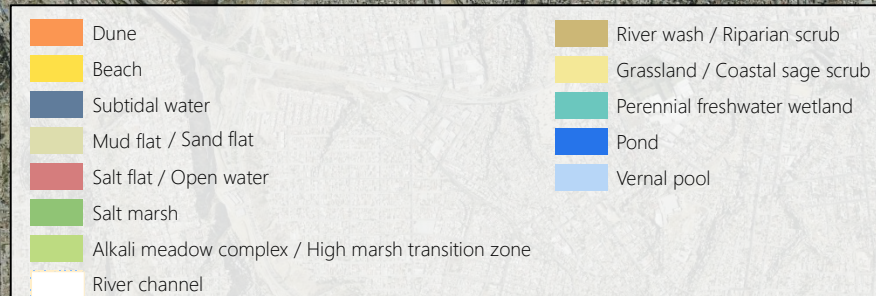 Dune
Beach
Subtidal water
Mud flat / Sand flat
Salt flat / Open water
Salt marsh
Alkali meadow complex / High marsh transition zone
River channel
River wash / Riparian scrub
Grassland / Coastal sage scrub
Perennial freshwater wetland
Pond
Vernal pool